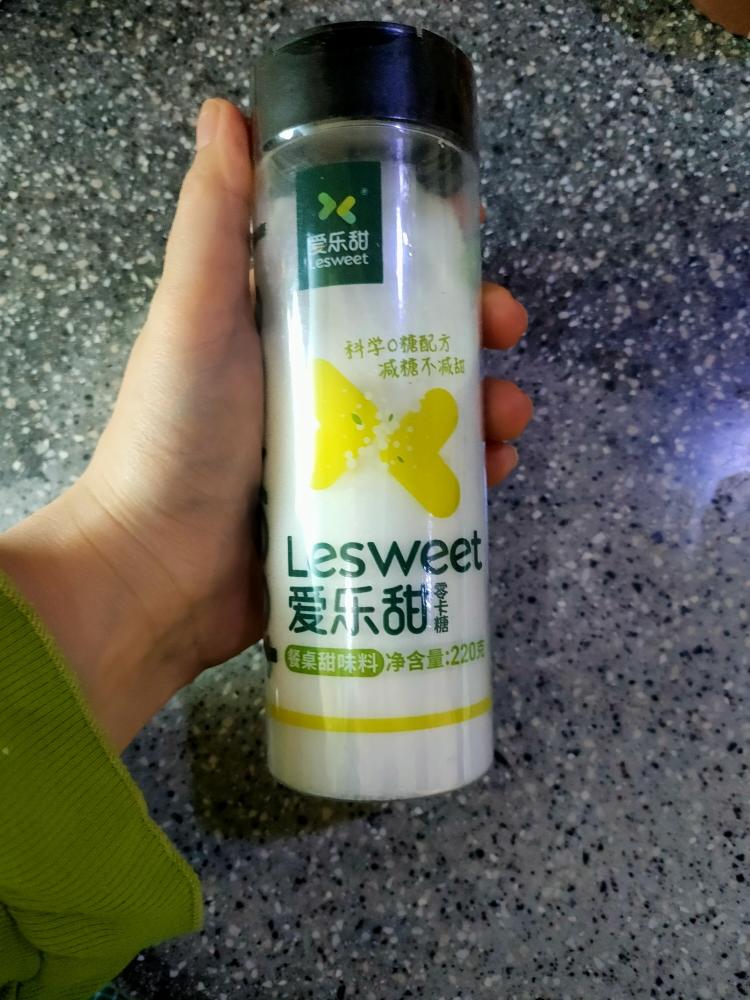 爱乐甜
Lesweet
科学0糖配方
减糖不减甜
Lesweet
爱乐甜
零卡糖
餐桌甜味料 净含量:220克